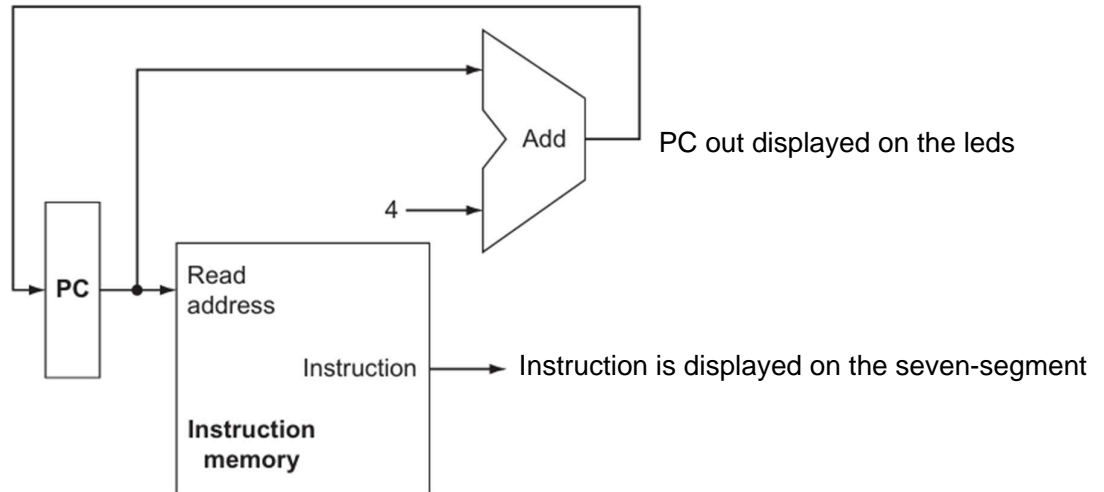 Add
PC out displayed on the leds
4
PC
Read
address
Instruction
Instruction is displayed on the seven-segment
Instruction
memory